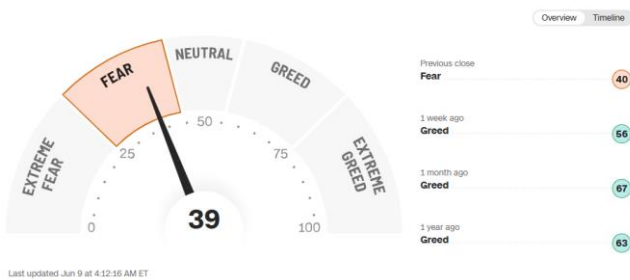 Overview Timeline
FEAR
NEUTRAL
GREED
EXTREME
FEAR
EXTREME
GREED
0
25
50
75
100
39
Previous close
Fear
40
1 week ago
Greed
56
1 month ago
Greed
67
1 year ago
Greed
63
Last updated Jun 9 at 4:12:16 AM ET